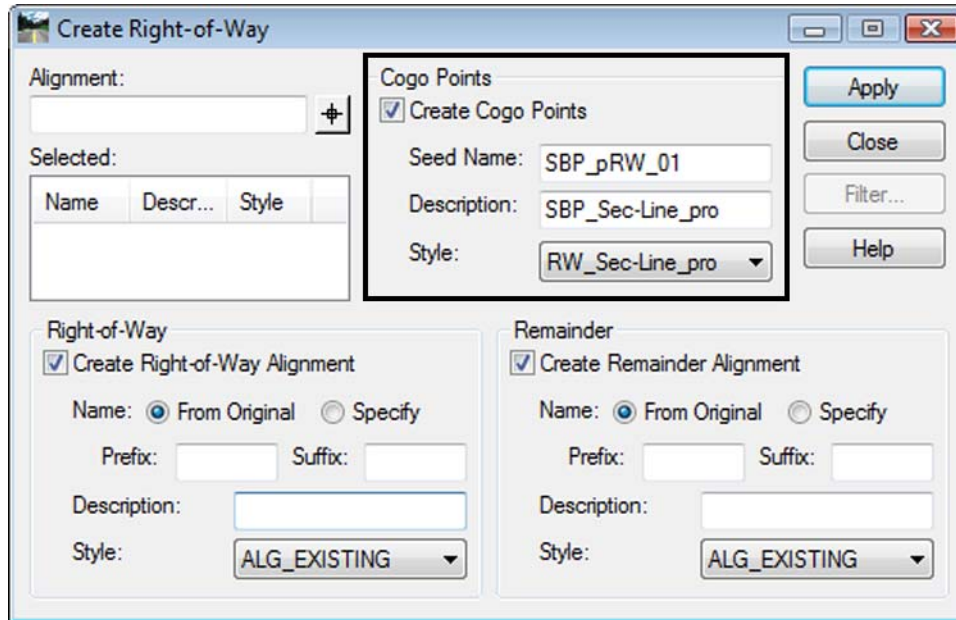 Create Right-of-Way
Alignment:
Selected:
Name Descr... Style
Cogo Points
Create Cogo Points
Seed Name: SBP_pRW_01
Description: SBP_Sec-Line_pro
Style: RW_Sec-Line_pro
Apply
Close
Filter...
Help
Right-of-Way
Create Right-of-Way Alignment
Name: From Original Specify
Prefix: Suffix:
Description:
Style: ALG_EXISTING
Remainder
Create Remainder Alignment
Name: From Original Specify
Prefix: Suffix:
Description:
Style: ALG_EXISTING